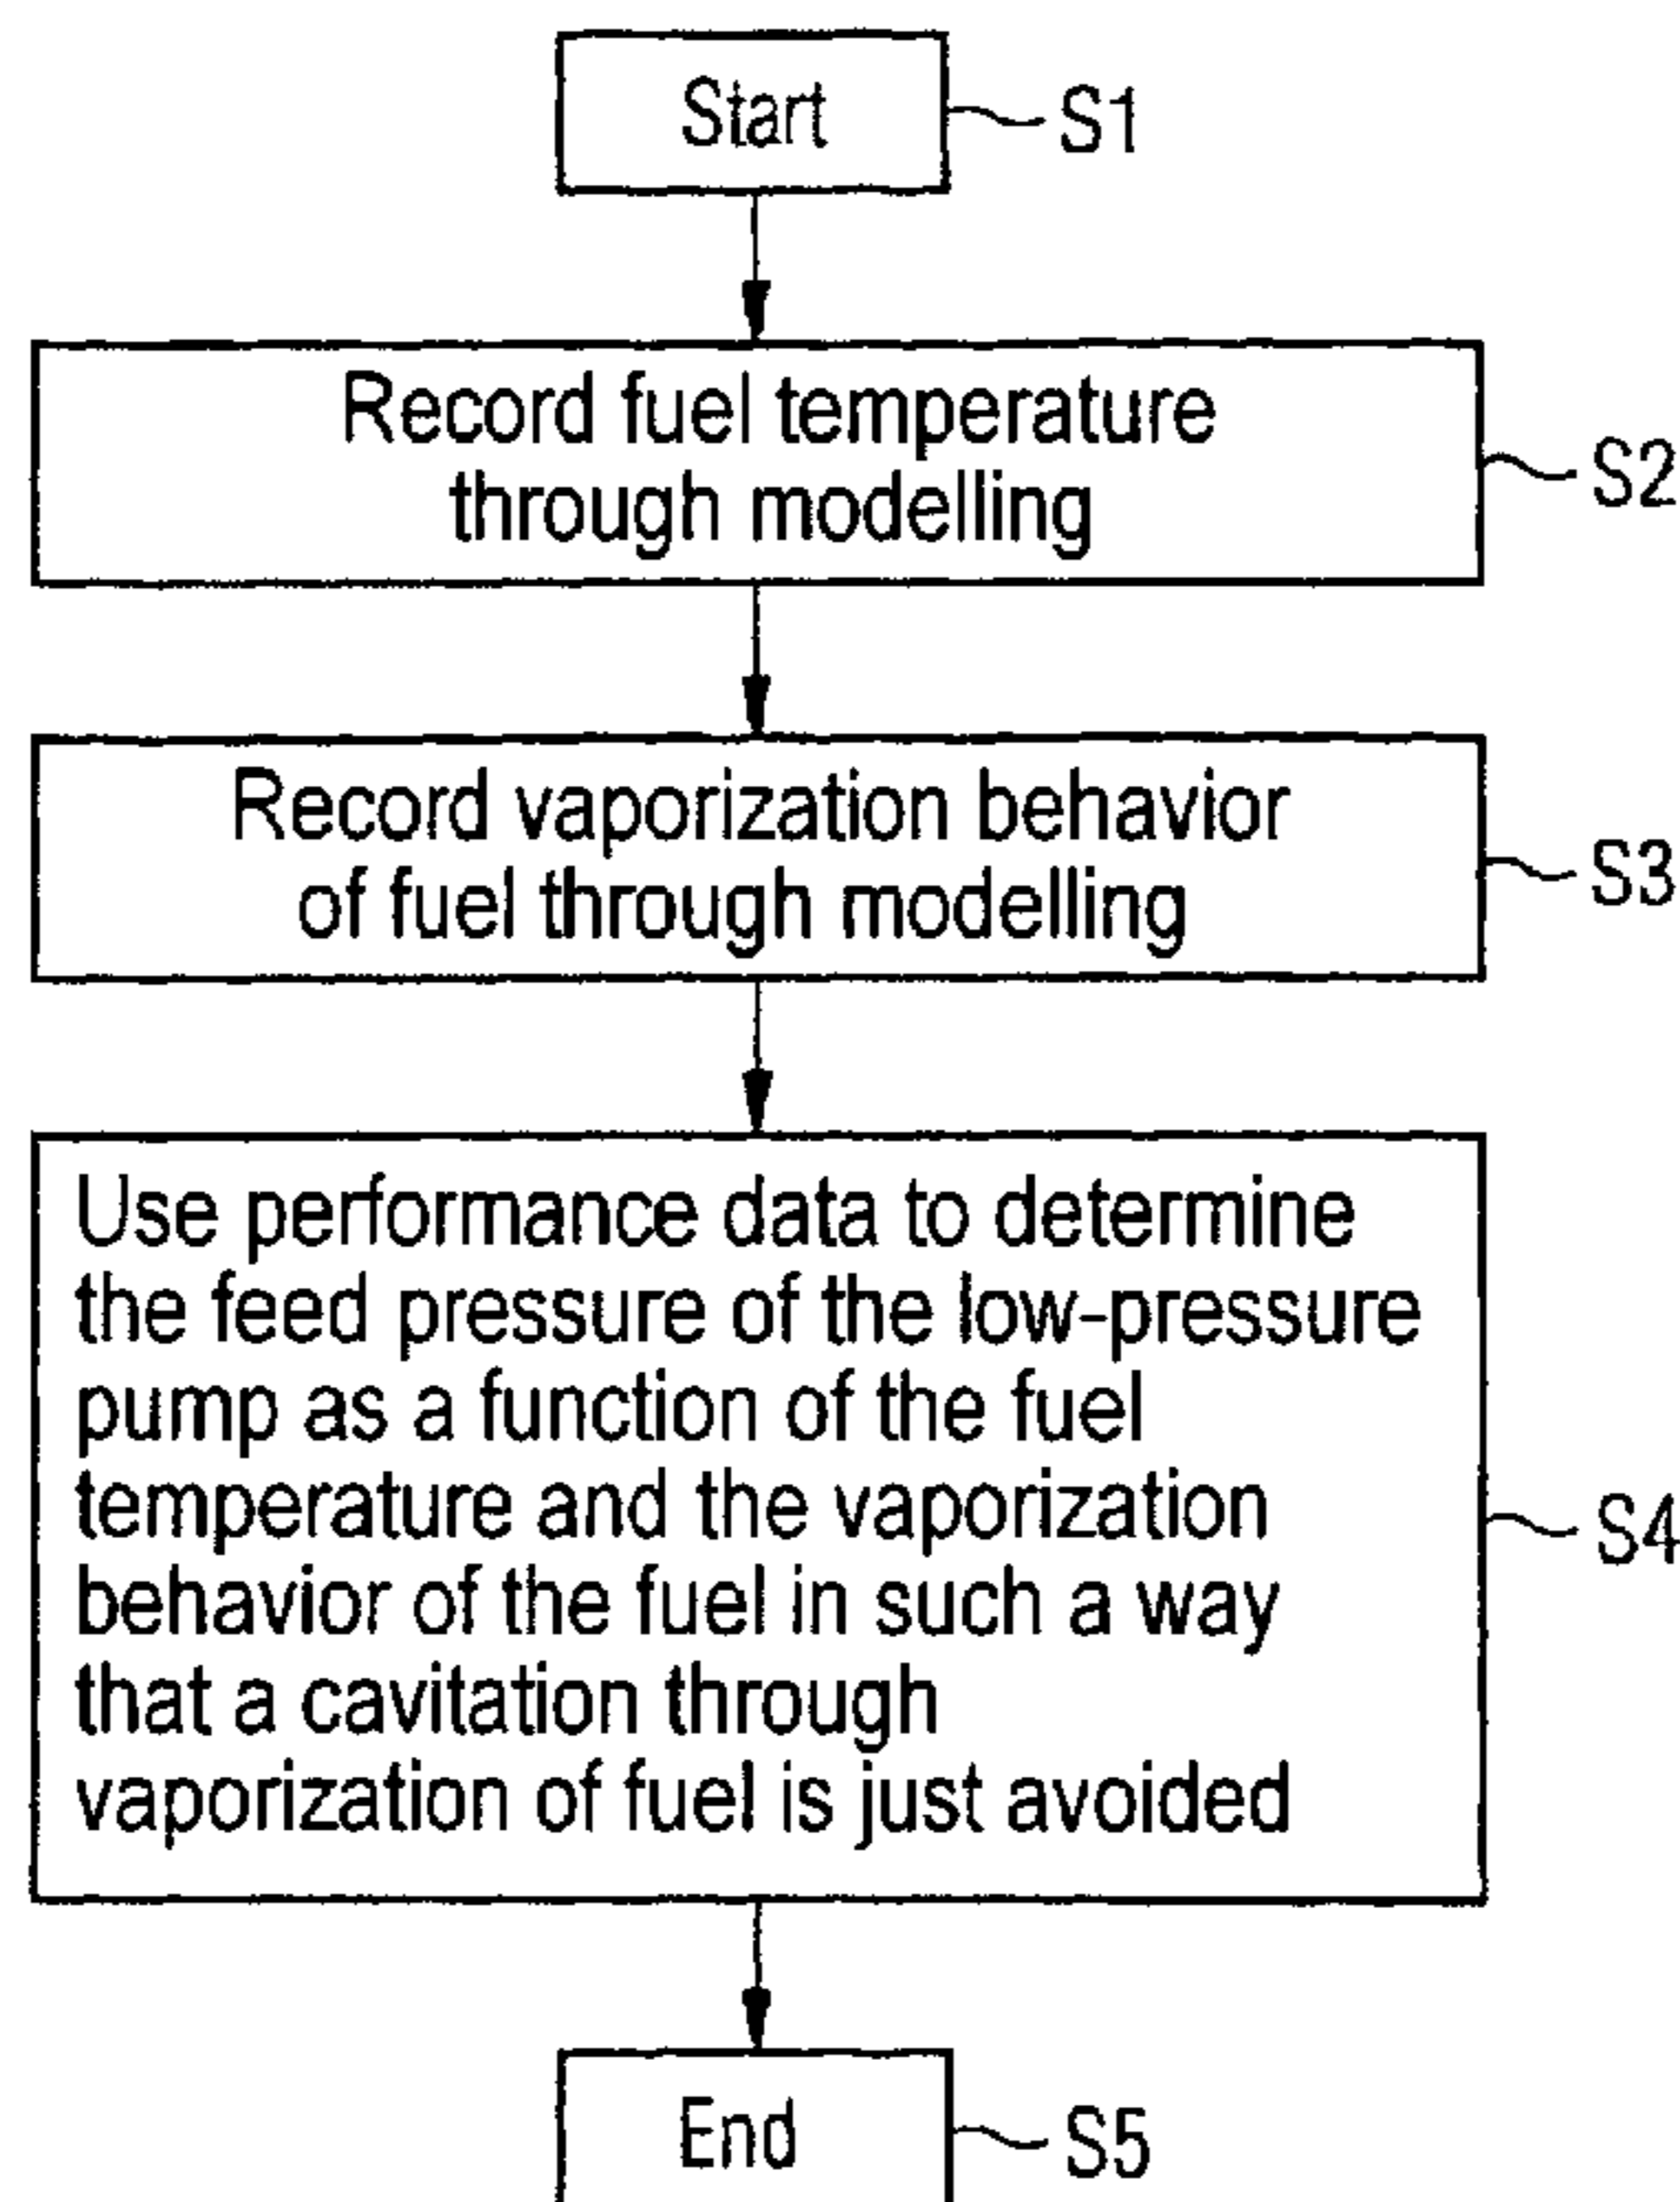 Start
S1
Record fuel temperature
through modelling
S2
Record vaporization behavior
of fuel through modelling
S3
Use performance data to determine
the feed pressure of the low-pressure
pump as a function of the fuel
temperature and the vaporization
behavior of the fuel in such a way
that a cavitation through
vaporization of fuel is just avoided
S4
End
S5